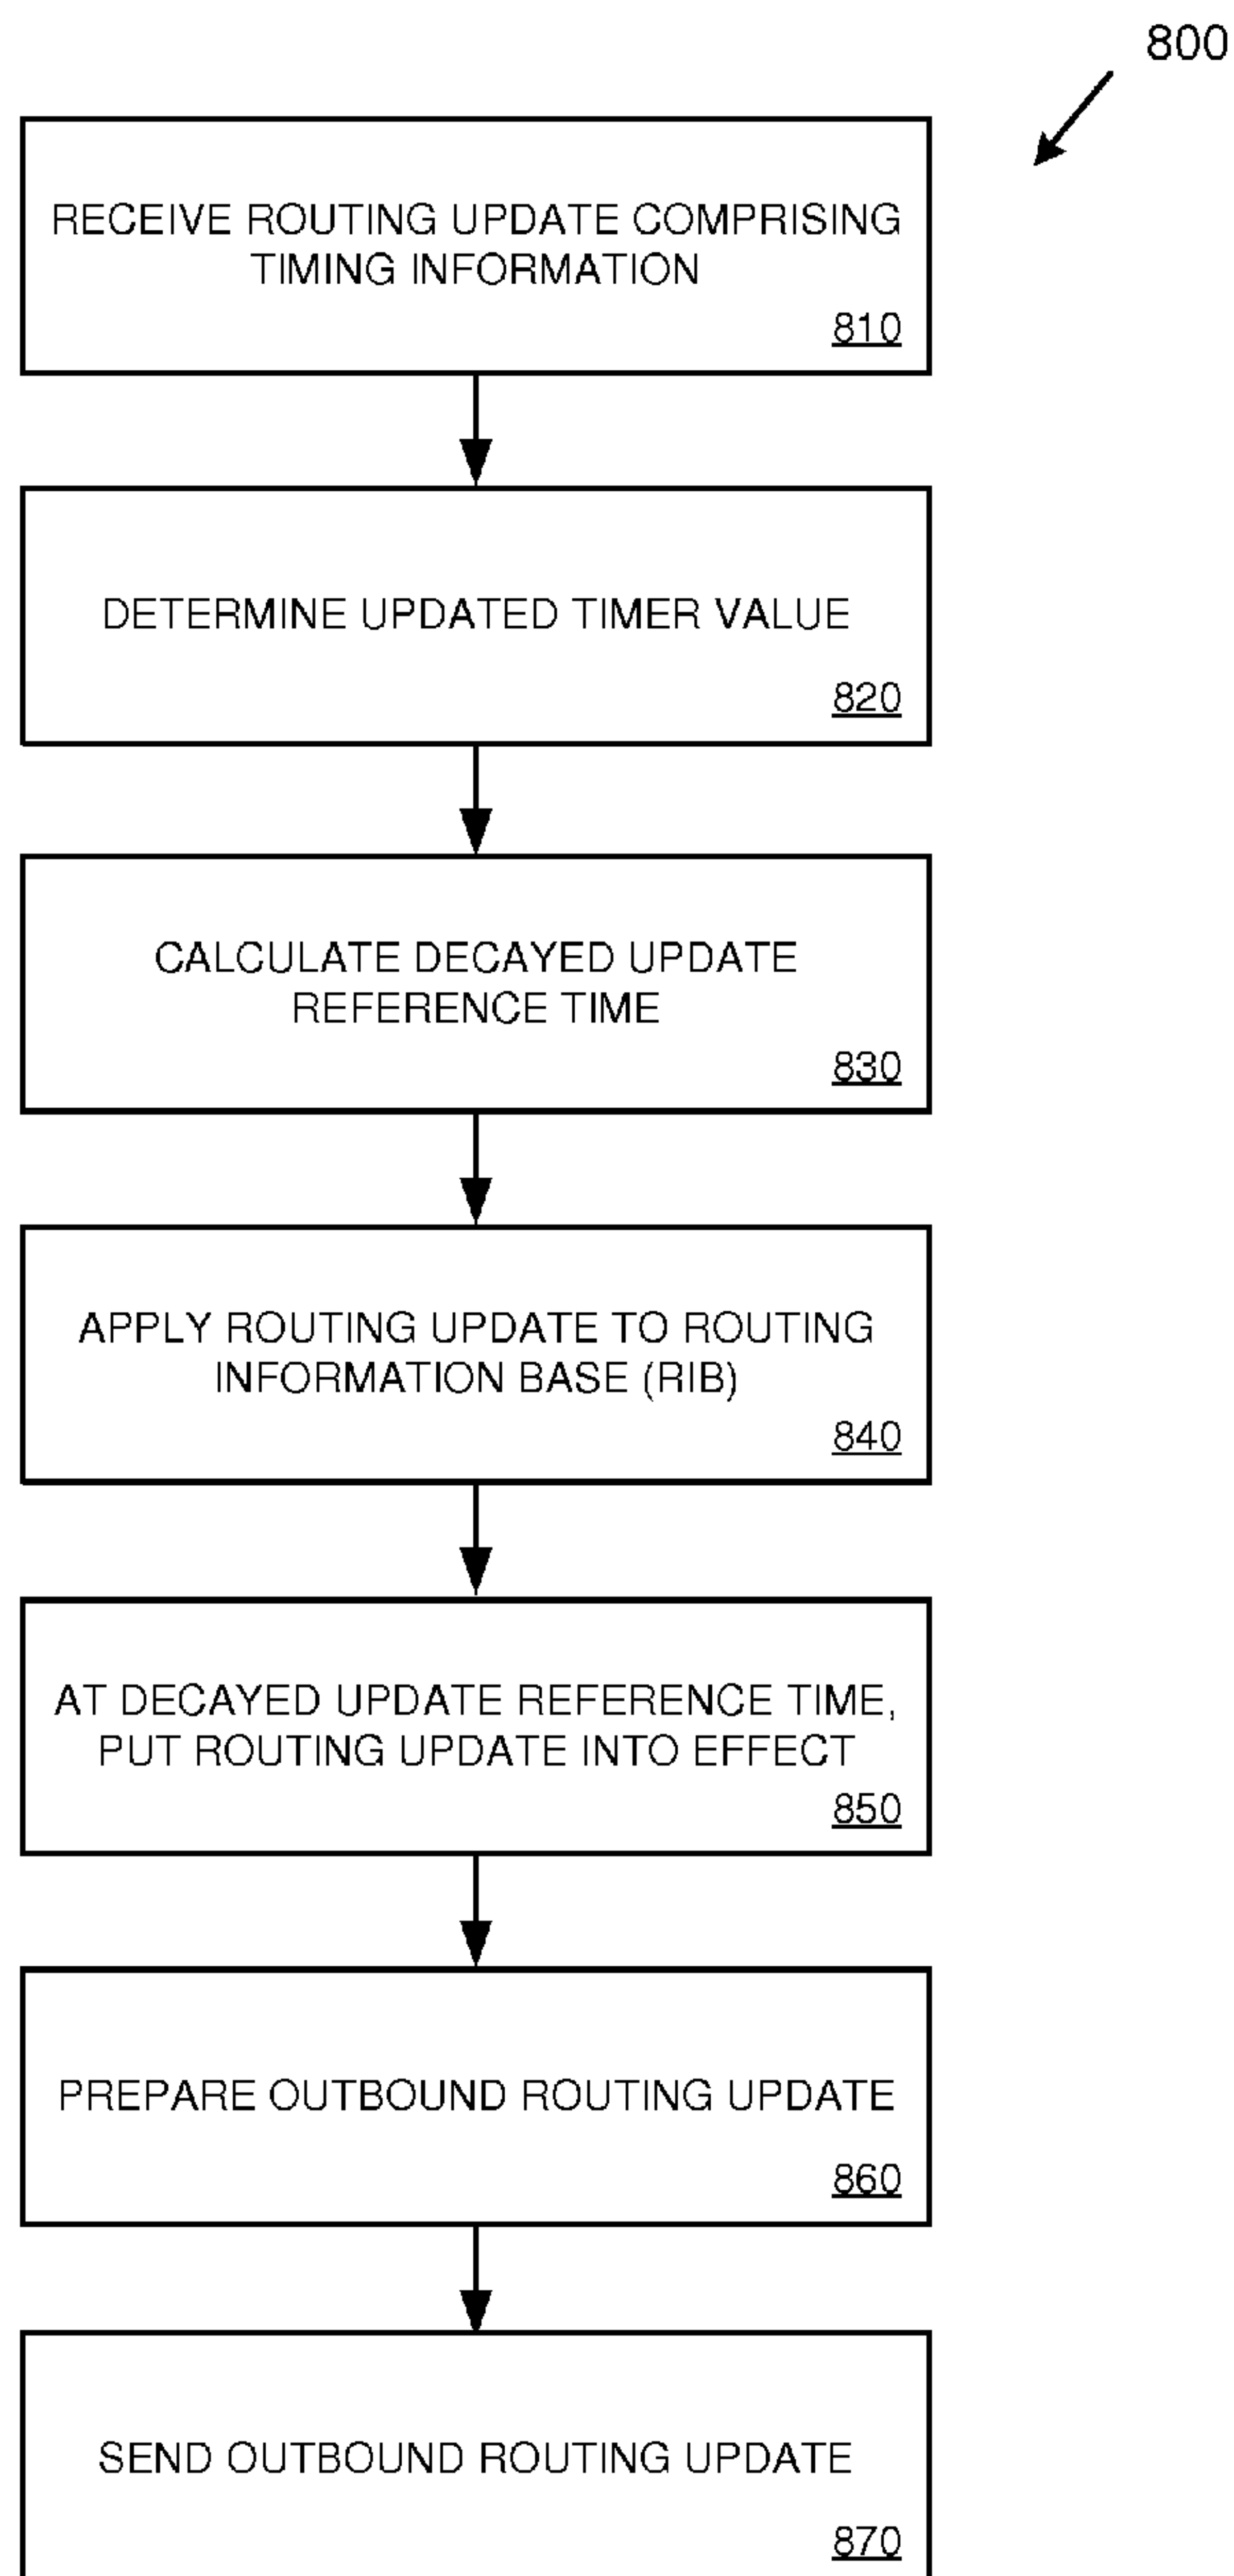 800
RECEIVE ROUTING UPDATE COMPRISING
TIMING INFORMATION
810
DETERMINE UPDATED TIMER VALUE
820
CALCULATE DECAYED UPDATE
REFERENCE TIME
830
APPLY ROUTING UPDATE TO ROUTING
INFORMATION BASE (RIB)
840
AT DECAYED UPDATE REFERENCE TIME,
PUT ROUTING UPDATE INTO EFFECT
850
PREPARE OUTBOUND ROUTING UPDATE
860
SEND OUTBOUND ROUTING UPDATE
870